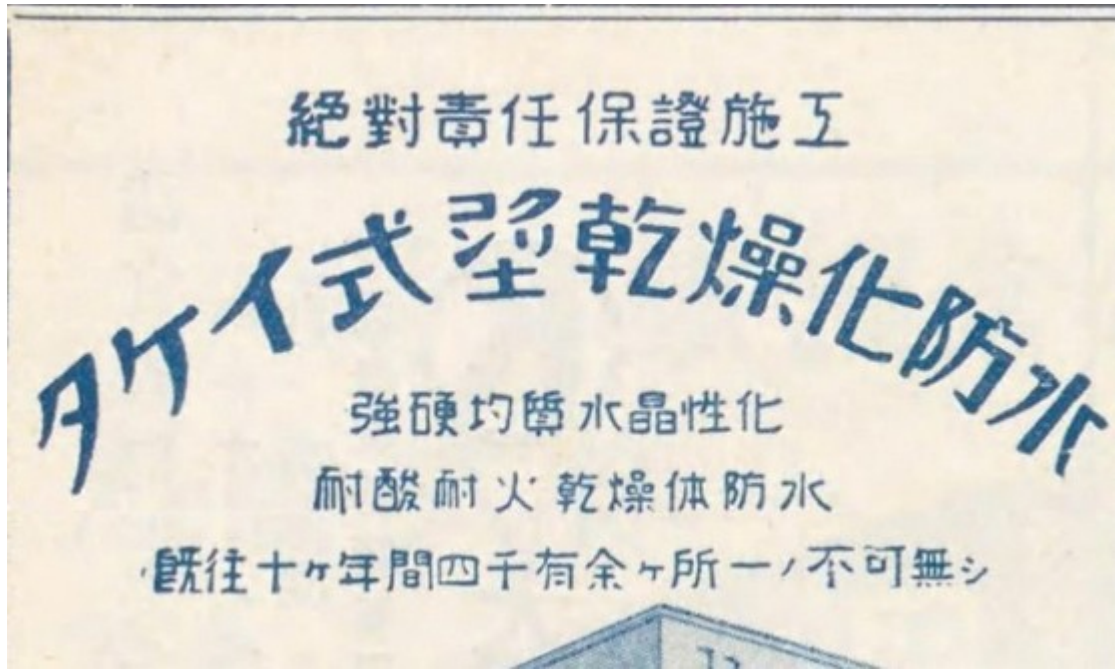 絶對責任保證施工
タケイ式型乾燥化防水
強硬均質水晶性化
耐酸耐火乾燥体防水
既往十ヶ年間四千有余ヶ所一ノ不可無シ